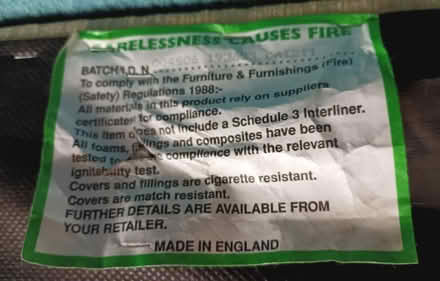 CARELESSNESS CAUSES FIRE
BATCH I.D. N
To comply with the Furniture & Furnishings (Fire)
(Safety) Regulations 1988:-
All materials in this product rely on suppliers
certificates for compliance.
This item does not include a Schedule 3 Interliner.
All foams, fillings and composites have been
tested to compliance with the relevant
ignitability test.
Covers and fillings are cigarette resistant.
Covers are match resistant.
FURTHER DETAILS ARE AVAILABLE FROM
YOUR RETAILER.
MADE IN ENGLAND